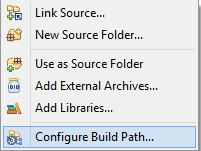 Link Source...
New Source Folder...
Use as Source Folder
Add External Archives...
Add Libraries...
Configure Build Path...